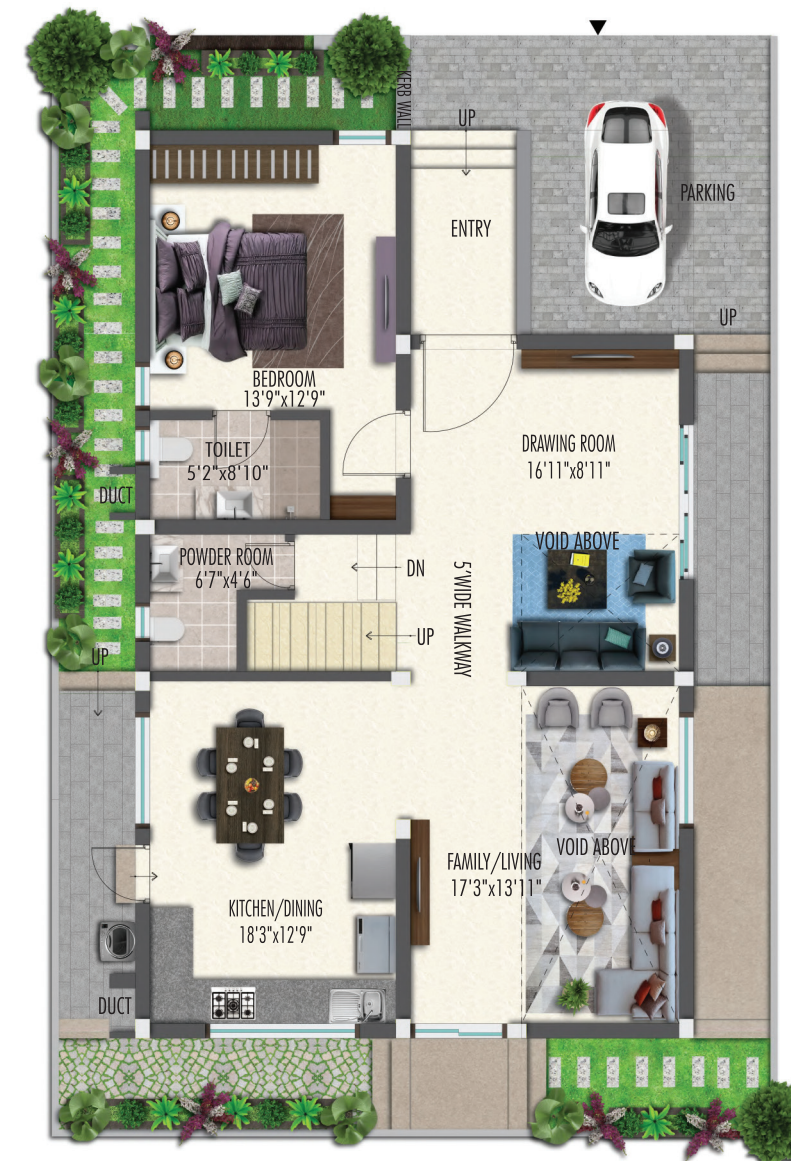 KERB WALL
UP
PARKING
ENTRY
UP
BEDROOM
13'9"x12'9"
DRAWING ROOM
16'11"x8'11"
TOILET
5'2"x8'10"
DUCT
VOID ABOVE
POWDER ROOM
6'7"x4'6"
DN
5'WIDE WALKWAY
UP
UP
VOID ABOVE
FAMILY/LIVING
17'3"x13'11"
KITCHEN/DINING
18'3"x12'9"
DUCT